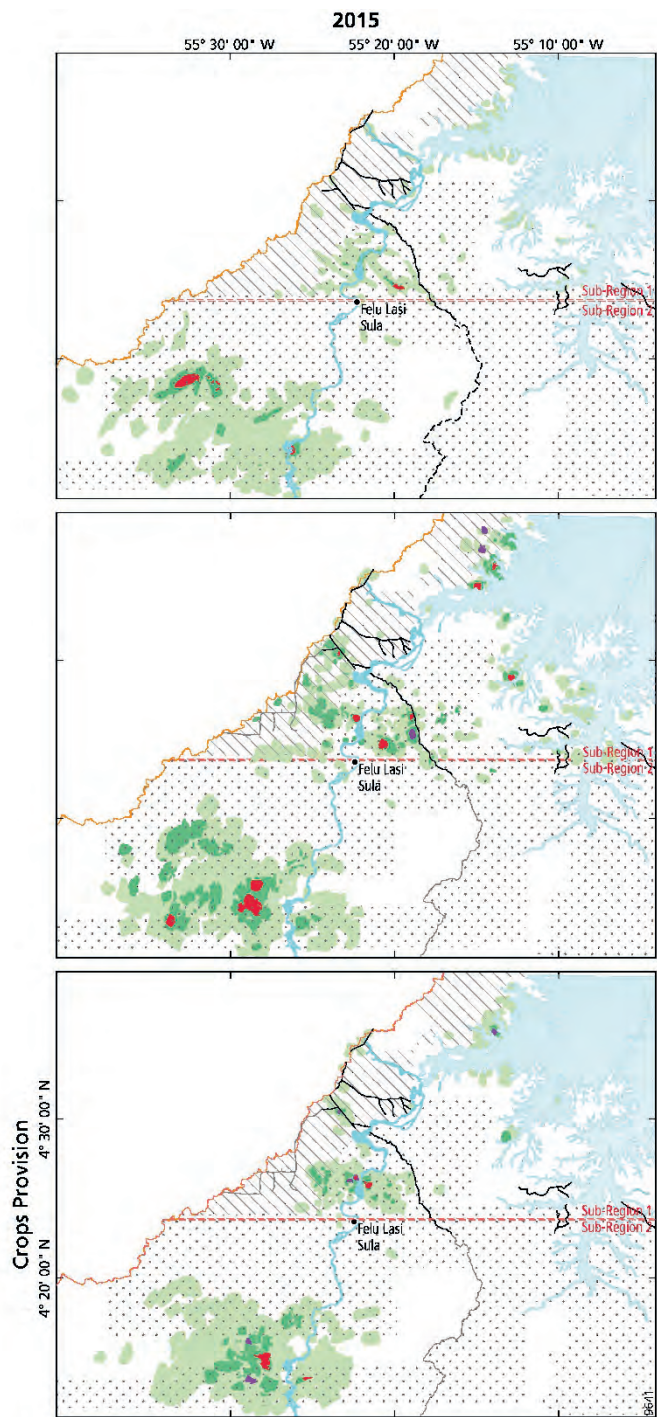 2015
55° 30' 00" W
55° 20' 00" W
55° 10' 00" W
Sub-Region 1
Sub-Region 2
Felu Lasi
Sula
Sub-Region 1
Sub-Region 2
Felu Lasi
Sula
Crops Provision
4° 30' 00" N
4° 20' 00" N
Sub-Region 1
Sub-Region 2
Felu Lasi
Sula
9641